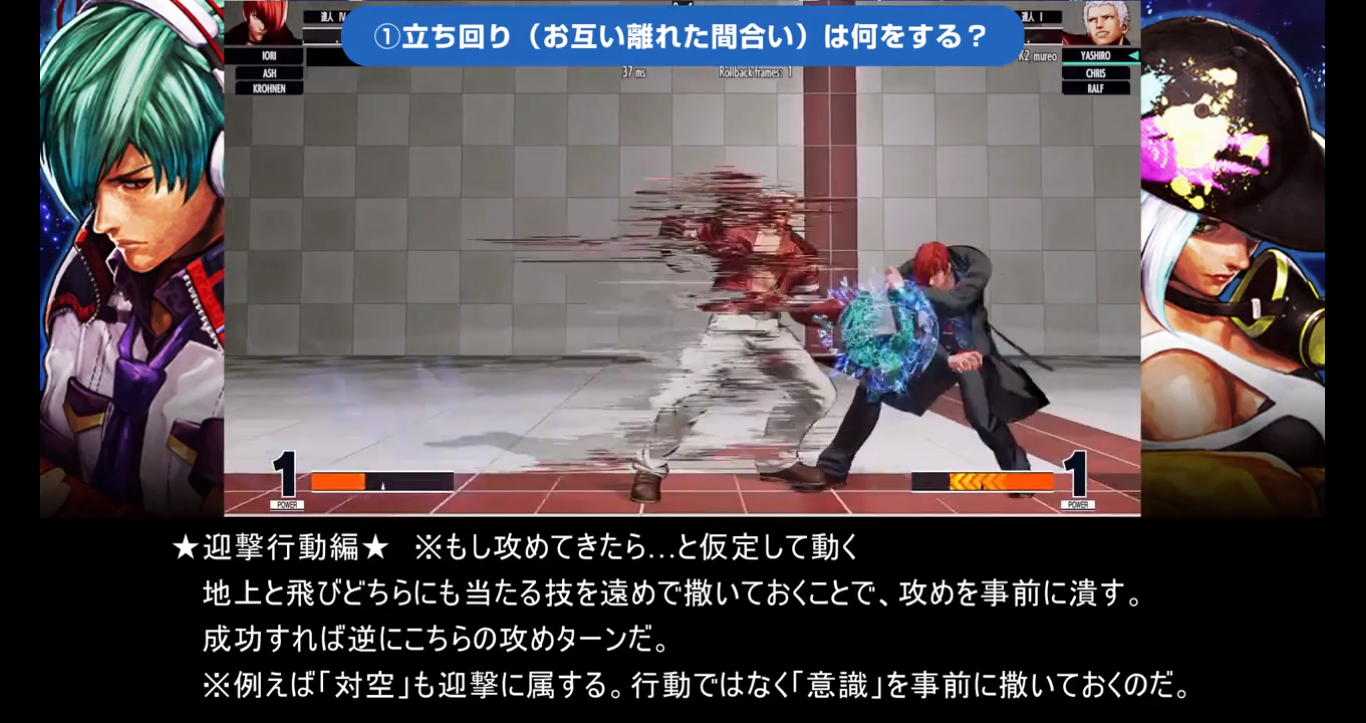 ①立ち回り（お互い離れた間合い）は何をする？
達人 Ⅳ
達人 Ⅰ
IORI
ASH
KROHNEN
K2_mureo
YASHIRO
CHRIS
RALF
37 ms
Rollback frames: 1
1
POWER
1
POWER
★迎撃行動編★　※もし攻めてきたら…と仮定して動く
地上と飛びどちらにも当たる技を遠めで撒いておくことで、攻めを事前に潰す。
成功すれば逆にこちらの攻めターンだ。
※例えば「対空」も迎撃に属する。行動ではなく「意識」を事前に撒いておくのだ。